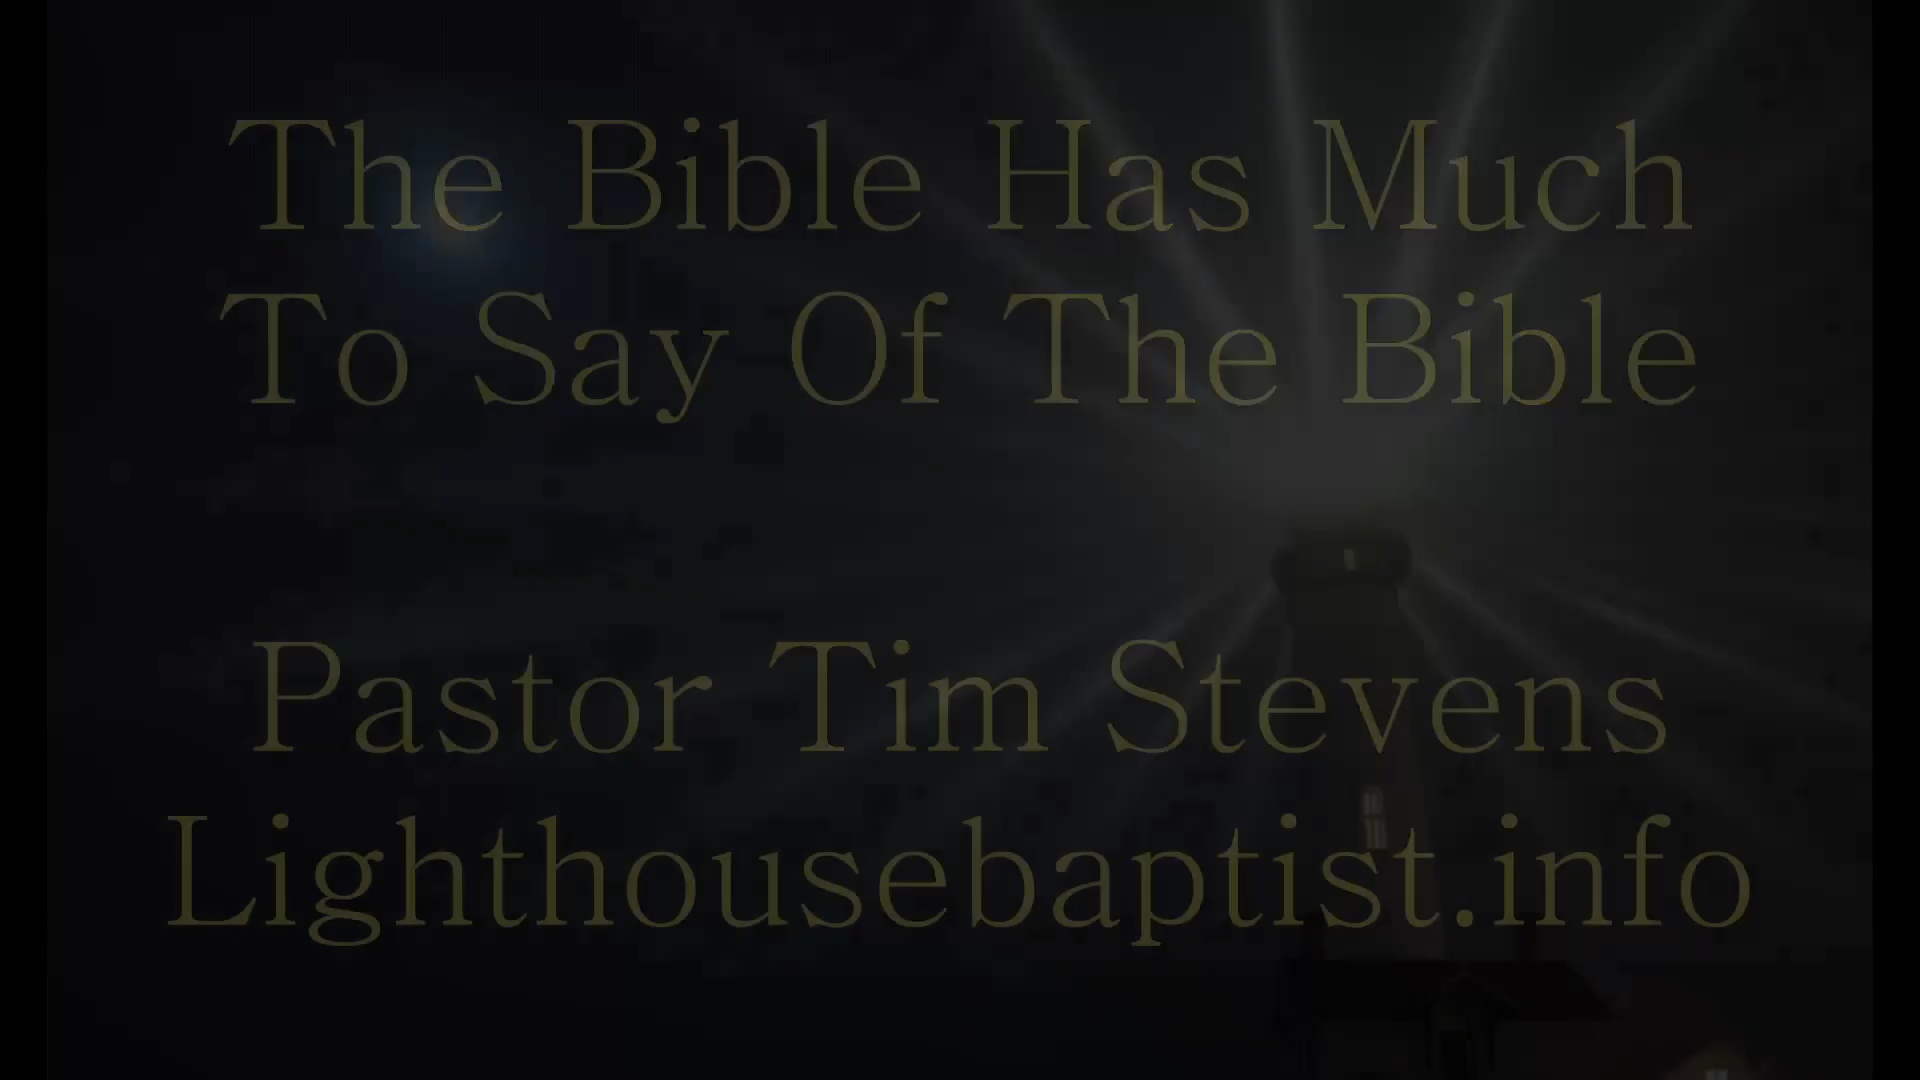 The Bible Has Much
To Say Of The Bible
Pastor Tim Stevens
Lighthousebaptist.info